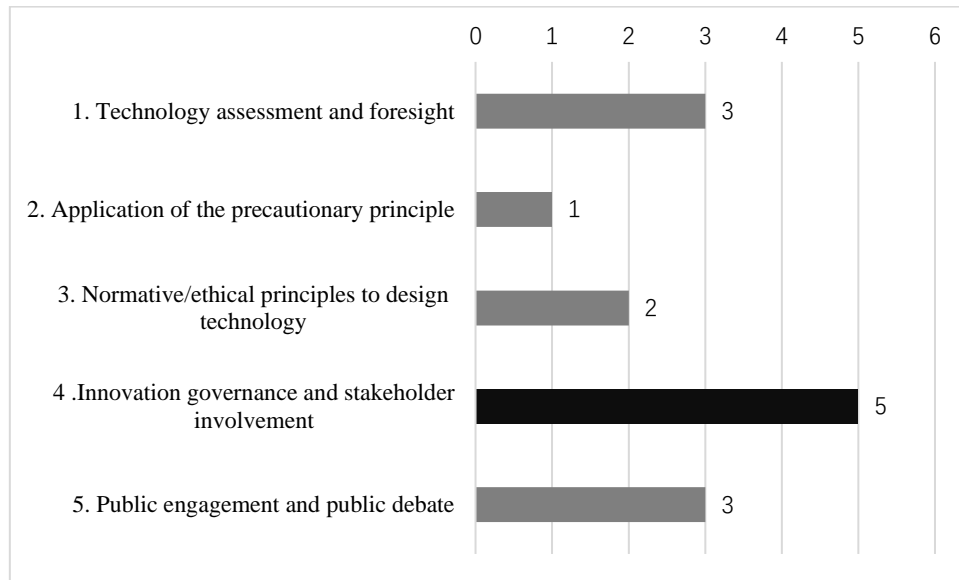 0 1 2 3 4 5 6
1. Technology assessment and foresight 3
2. Application of the precautionary principle 1
3. Normative/ethical principles to design
technology 2
4 .Innovation governance and stakeholder
involvement 5
5. Public engagement and public debate 3